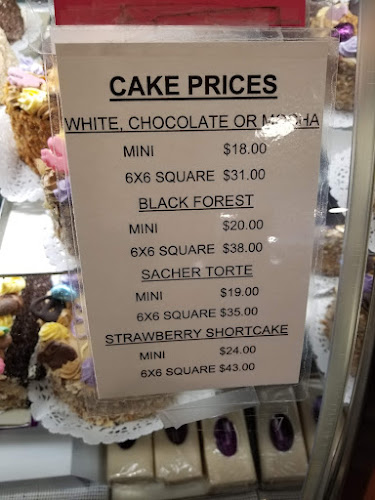 CAKE PRICES
WHITE, CHOCOLATE OR MOCHA
MINI $18.00
6X6 SQUARE $31.00
BLACK FOREST
MINI $20.00
6X6 SQUARE $38.00
SACHER TORTE
MINI $19.00
6X6 SQUARE $35.00
STRAWBERRY SHORTCAKE
MINI $24.00
6X6 SQUARE $43.00